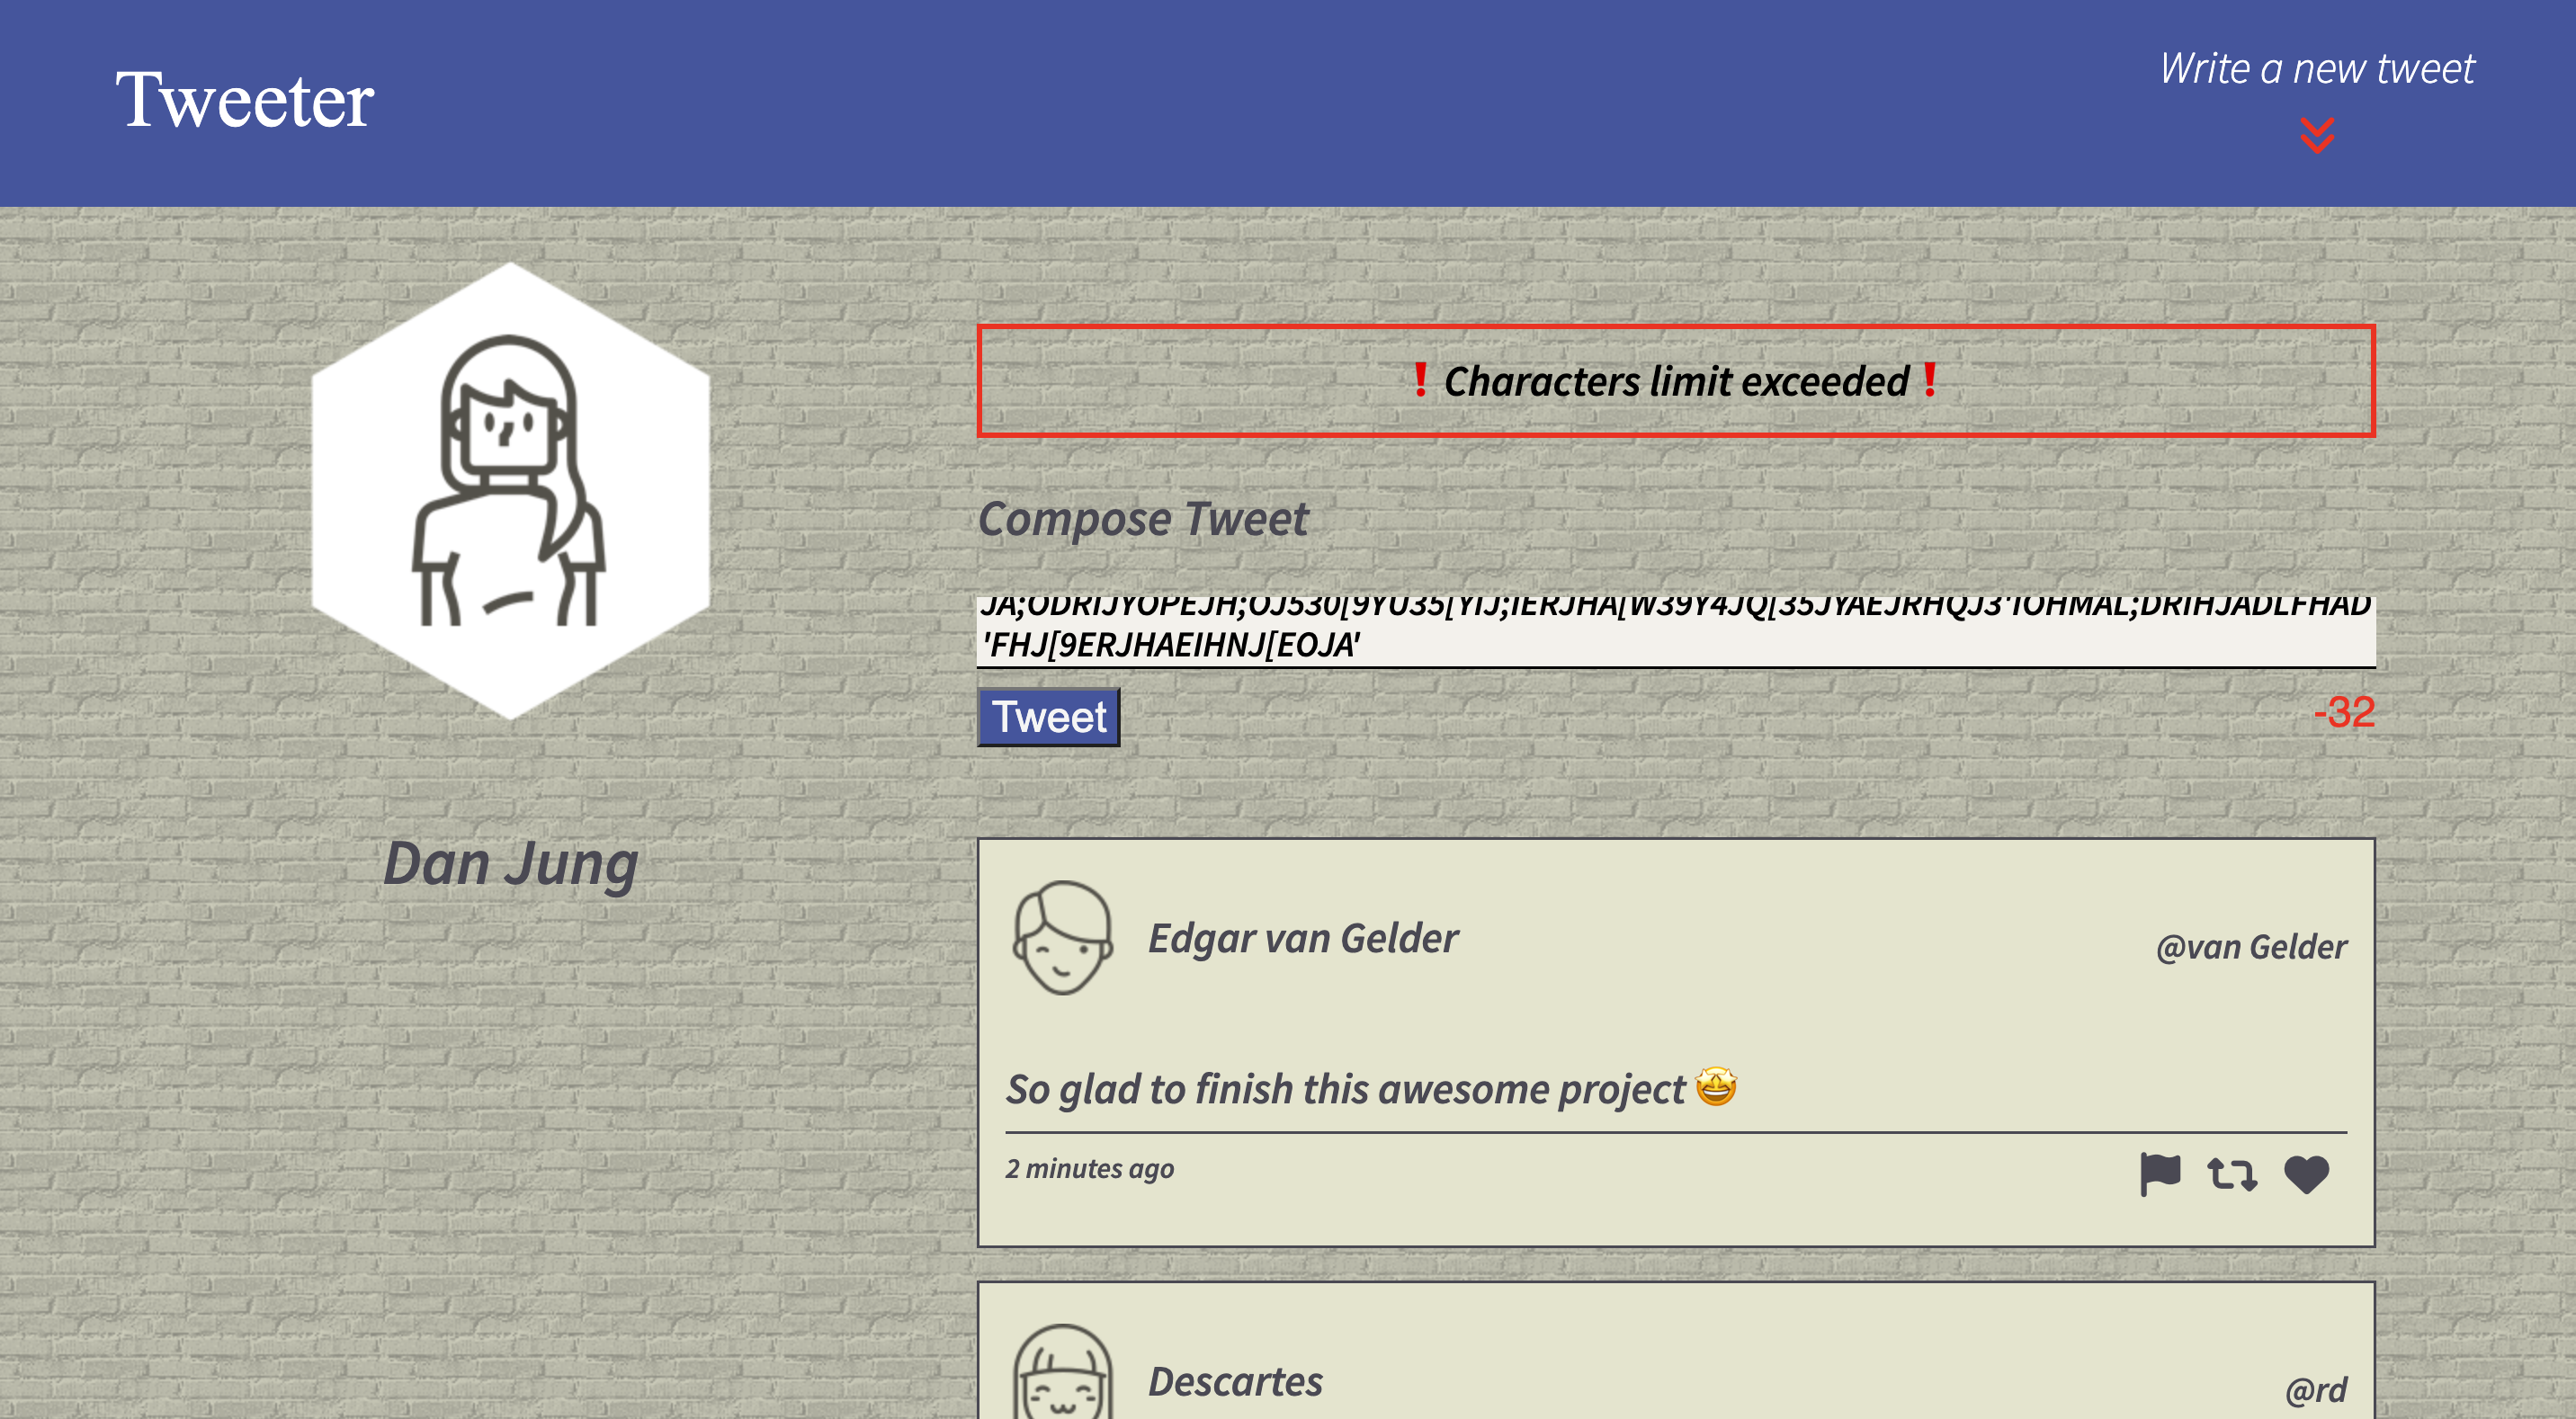 Tweeter
Write a new tweet
❗ Characters limit exceeded ❗
Compose Tweet
JA;ODRIJYOPEJH;OJ530[9YU35[YIJ;IERJHA[W39Y4JQ[35JYAEJRHQJ3'IOHMAL;DRIHJADLFHAD
'FHJ[9ERJHAEIHNJ[EOJA'
Tweet
-32
Dan Jung
Edgar van Gelder
@van Gelder
So glad to finish this awesome project 🤩
2 minutes ago
Descartes
@rd